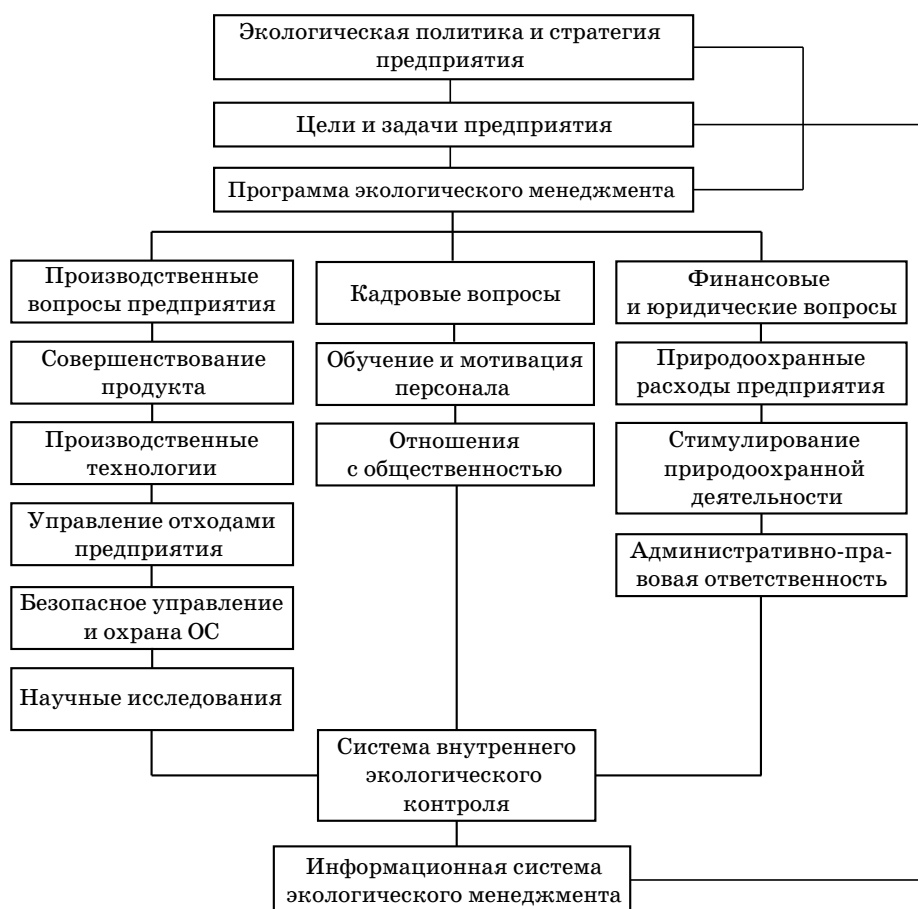 Экологическая политика и стратегия
предприятия
Цели и задачи предприятия
Программа экологического менеджмента
Производственные
вопросы предприятия
Совершенствование
продукта
Производственные
технологии
Управление отходами
предприятия
Безопасное управление
и охрана ОС
Научные исследования
Кадровые вопросы
Обучение и мотивация
персонала
Отношения
с общественностью
Финансовые
и юридические вопросы
Природоохранные
расходы предприятия
Стимулирование
природоохранной
деятельности
Административно-пра-
вовая ответственность
Система внутреннего
экологического
контроля
Информационная система
экологического менеджмента